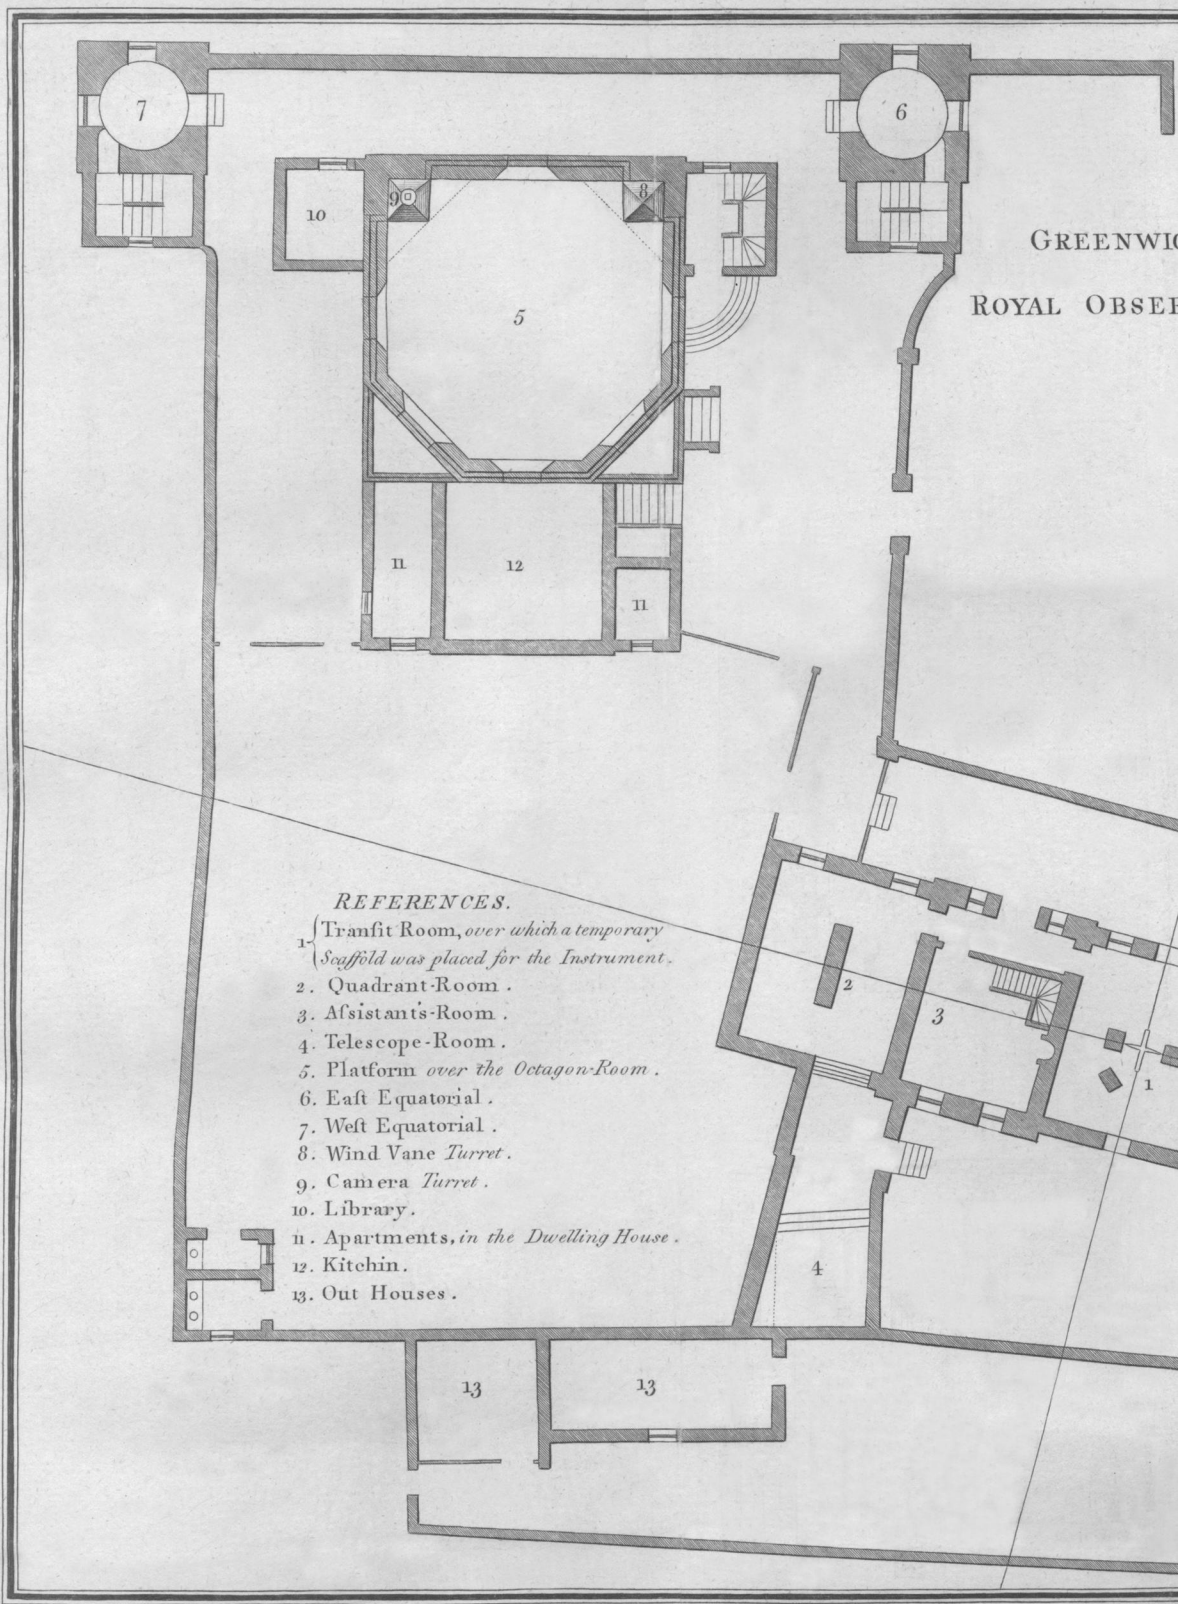 7
6
10
9
8
GREENWIC
5
ROYAL OBSER
11
12
11
REFERENCES.
1 { Tranſit Room, over which a temporary
Scaffold was placed for the Instrument.
2. Quadrant-Room.
3. Aſsistant's-Room.
4. Telescope-Room.
5. Platform over the Octagon-Room.
6. Eaſt Equatorial.
7. Weſt Equatorial.
8. Wind Vane Turret.
9. Camera Turret.
10. Library.
11. Apartments, in the Dwelling House.
12. Kitchin.
13. Out Houses.
2
3
1
4
13
13